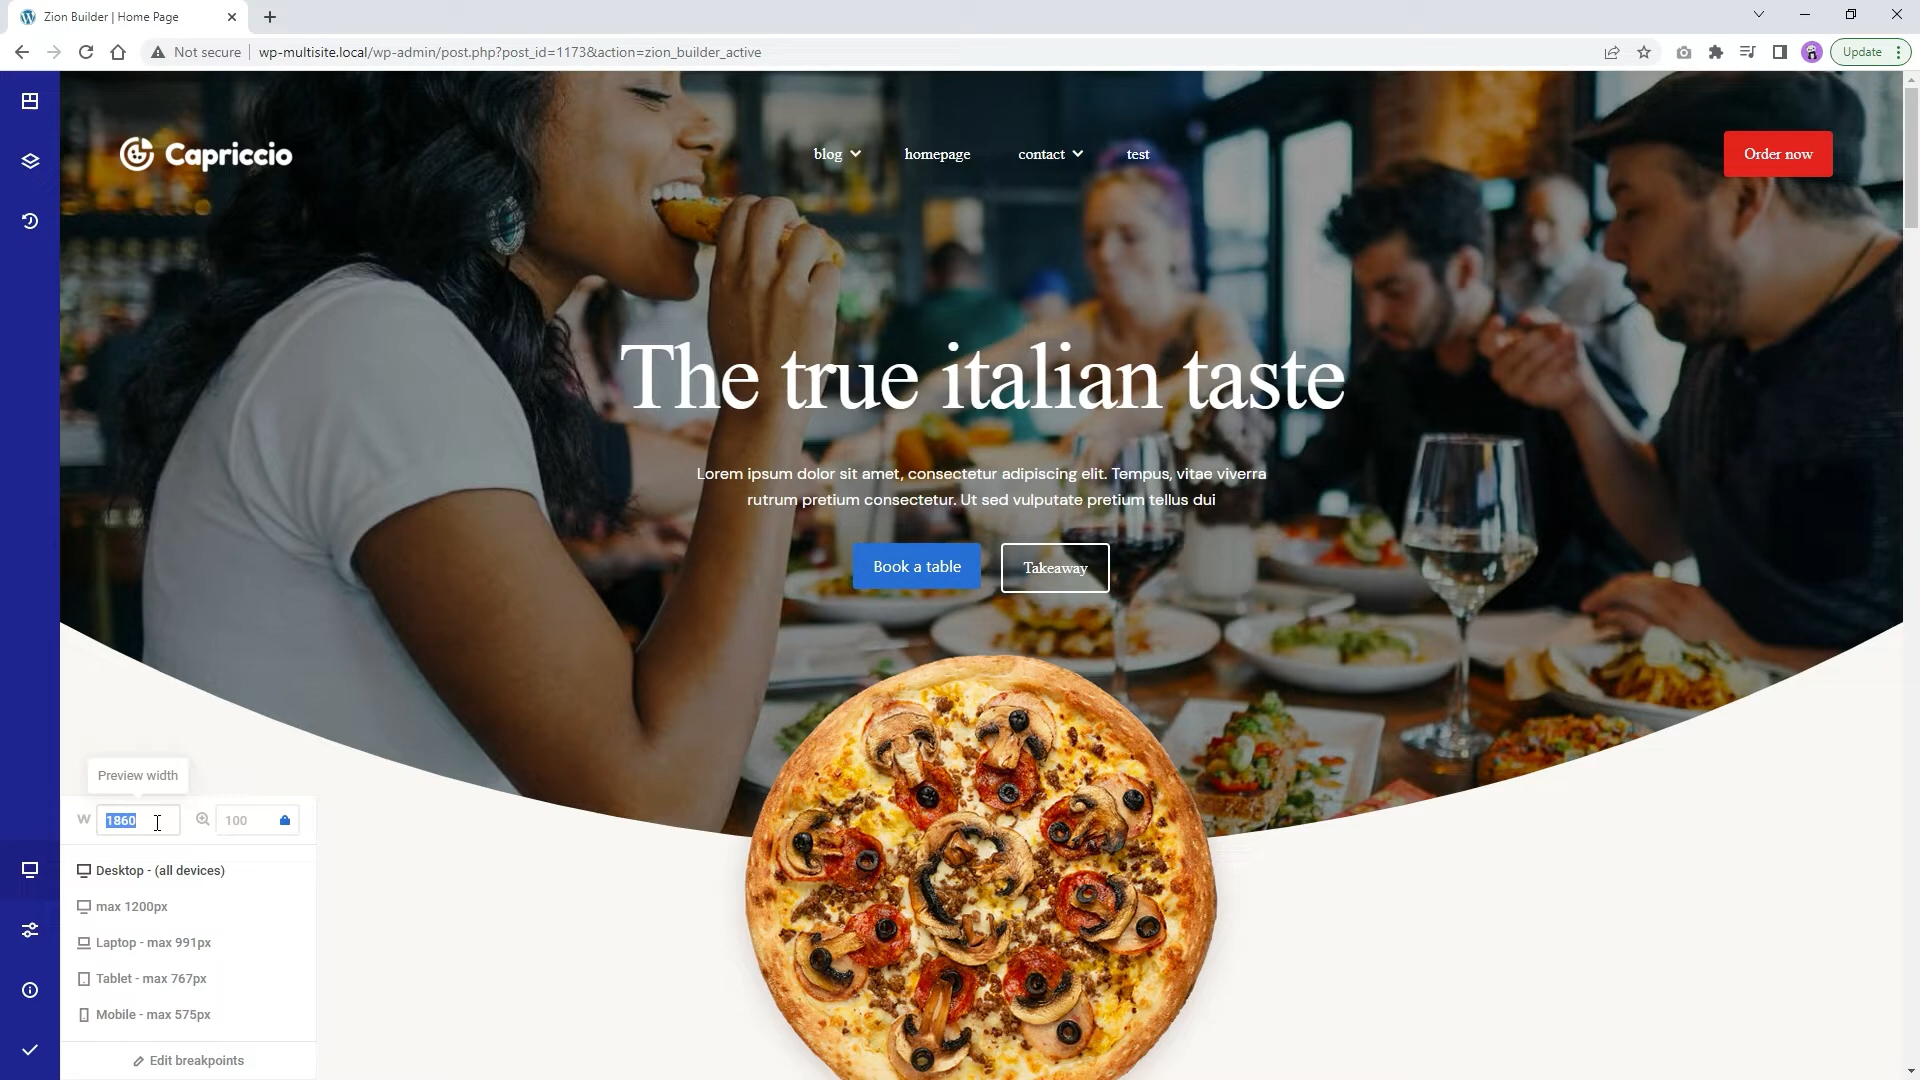 Zion Builder | Home Page
Not secure
wp-multisite.local/wp-admin/post.php?post_id=1173&action=zion_builder_active
Update
Capriccio
blog
homepage
contact
test
Order now
The true italian taste
Lorem ipsum dolor sit amet, consectetur adipiscing elit. Tempus, vitae viverra
rutrum pretium consectetur. Ut sed vulputate pretium tellus dui
Book a table
Takeaway
Preview width
W 1860 100
Desktop - (all devices)
max 1200px
Laptop - max 991px
Tablet - max 767px
Mobile - max 575px
Edit breakpoints